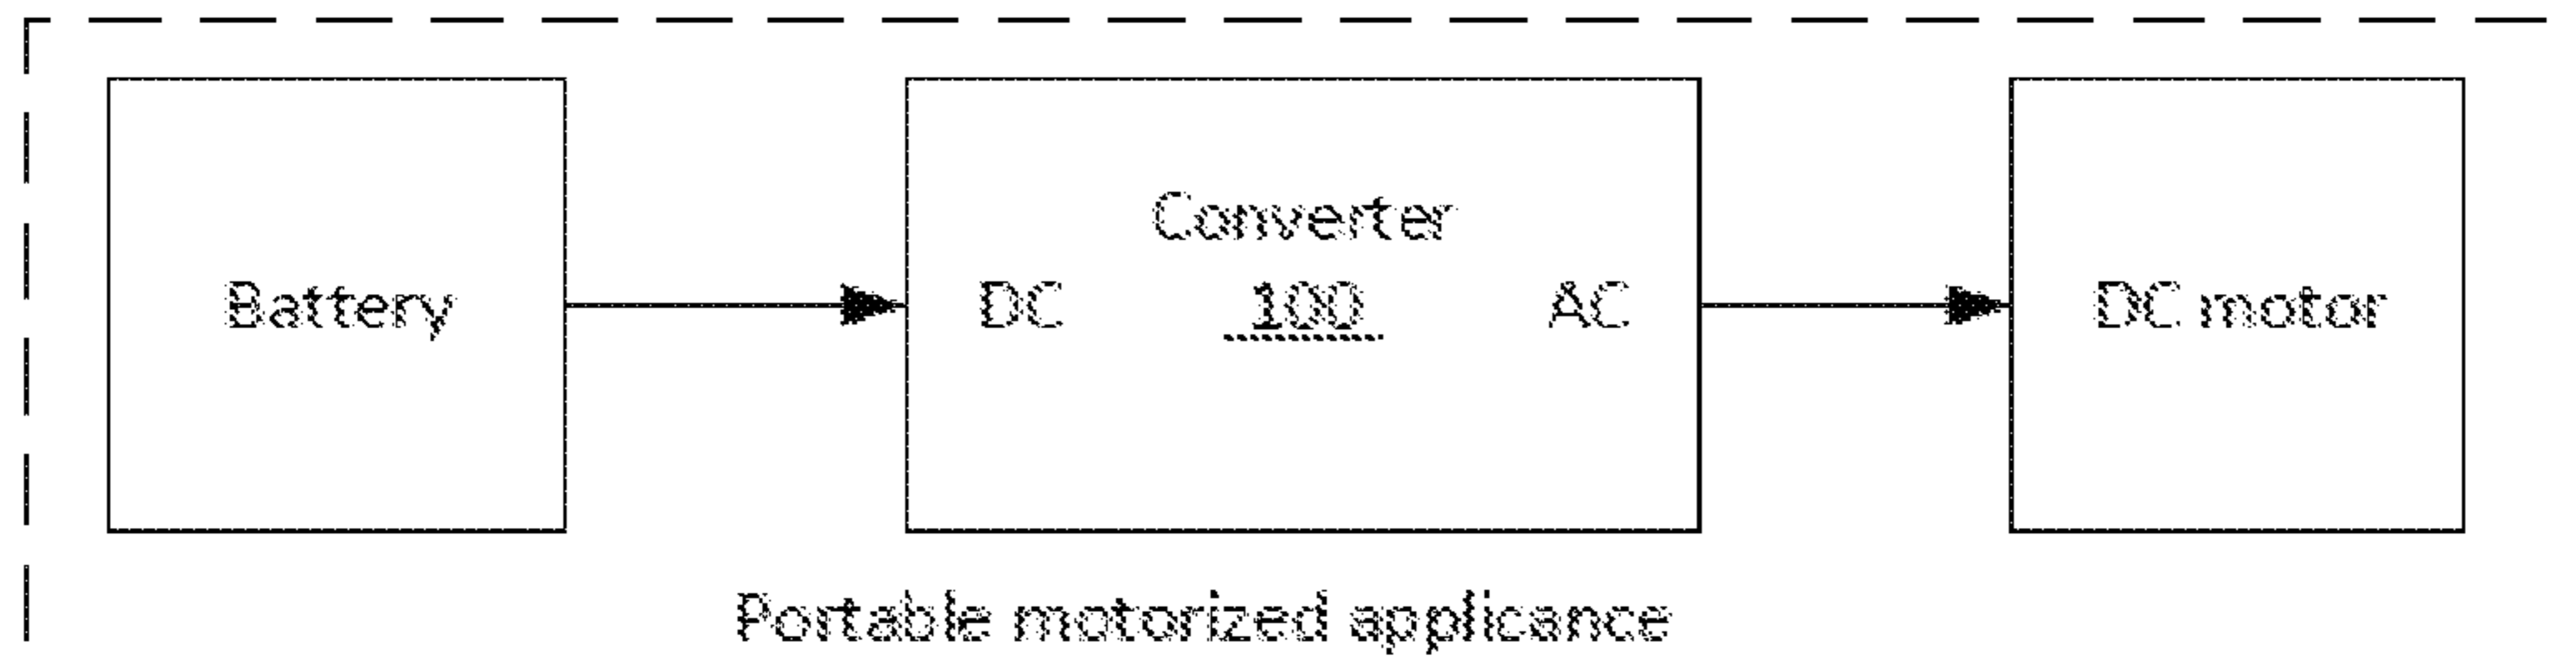 Battery
Converter
DC 100 AC
DC motor
Portable motorized applicance